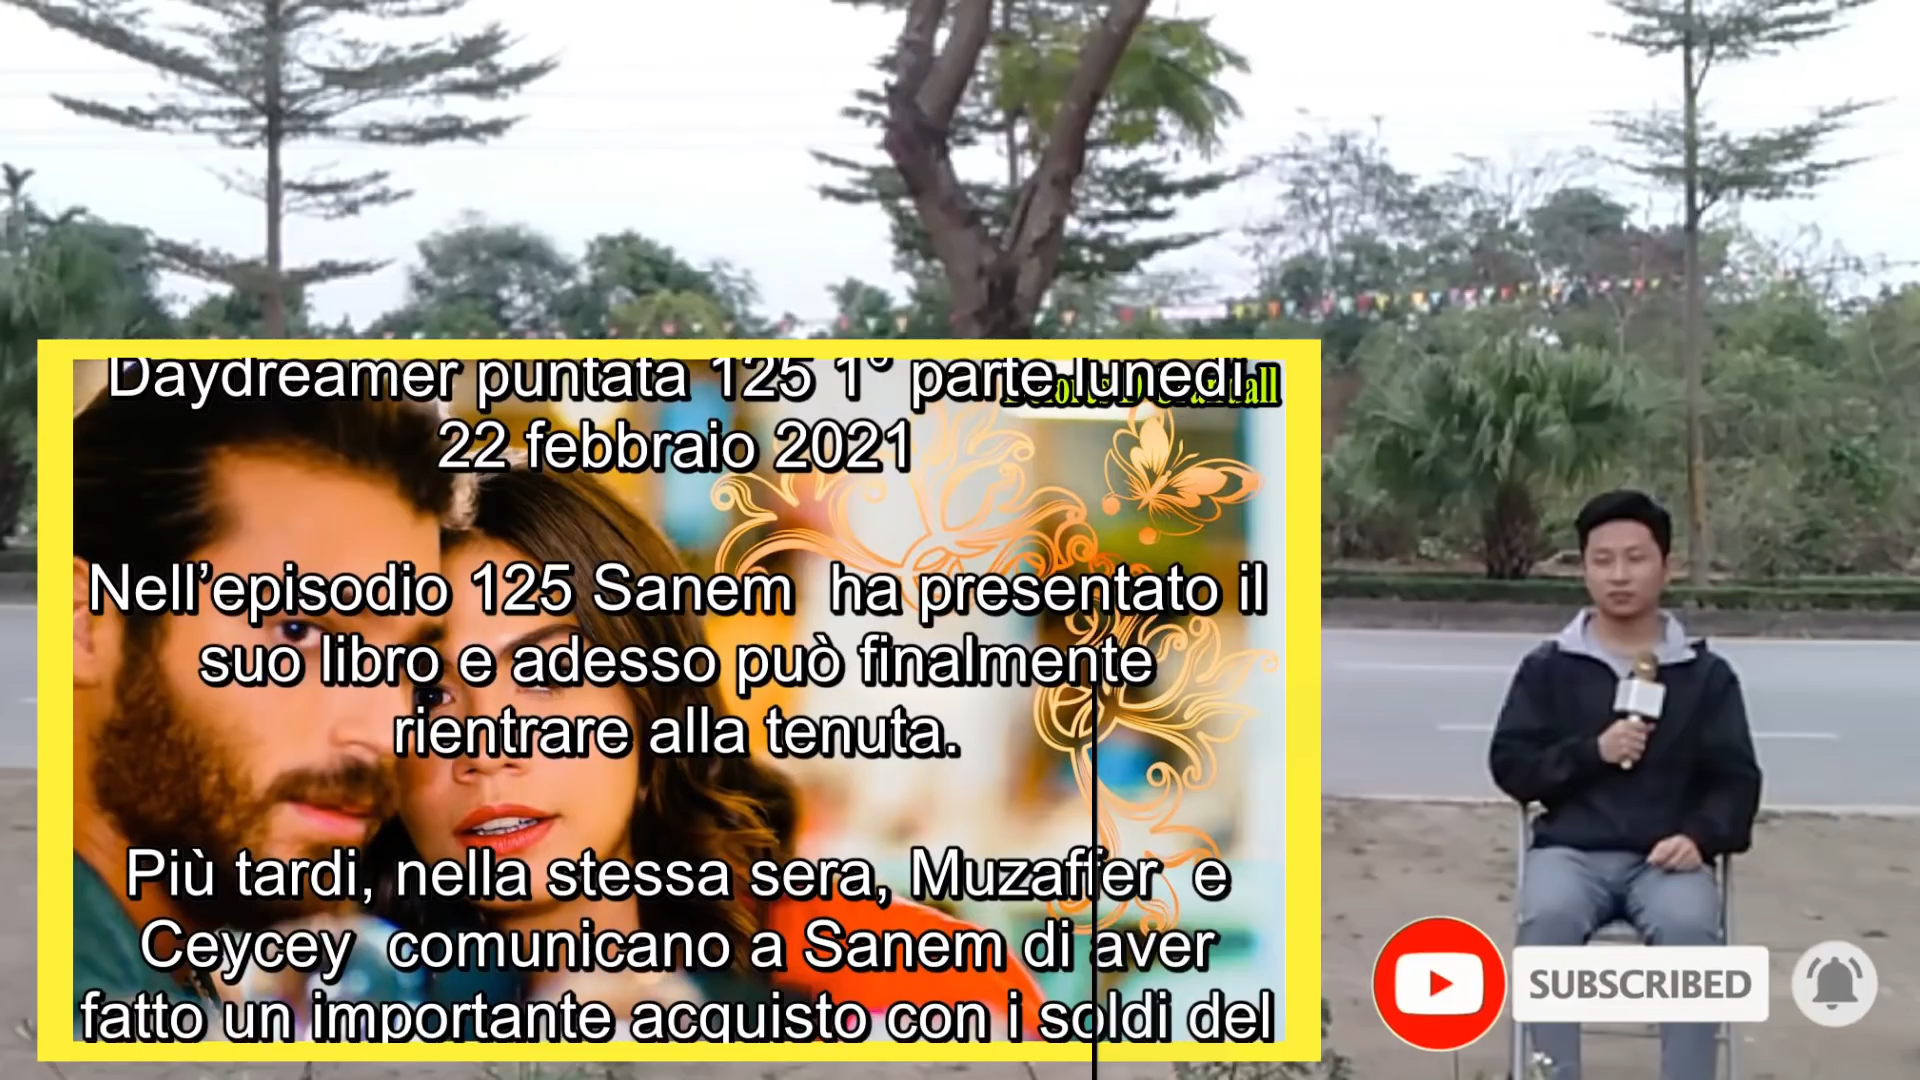 Daydreamer puntata 125 1° parte lunedì
22 febbraio 2021
Nell’episodio 125 Sanem ha presentato il
suo libro e adesso può finalmente
rientrare alla tenuta.
Più tardi, nella stessa sera, Muzaffer e
Ceycey comunicano a Sanem di aver
fatto un importante acquisto con i soldi del
SUBSCRIBED